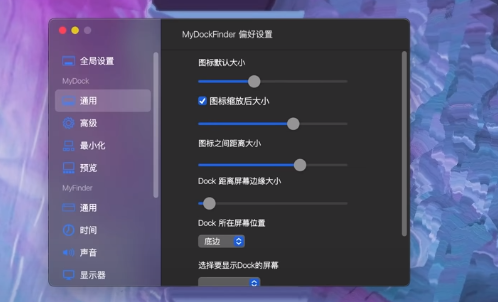 MyDockFinder 偏好设置
全局设置
MyDock
通用
高级
最小化
预览
MyFinder
通用
时间
声音
显示器
图标默认大小
图标缩放后大小
图标之间距离大小
Dock 距离屏幕边缘大小
Dock 所在屏幕位置
底边
选择要显示Dock的屏幕